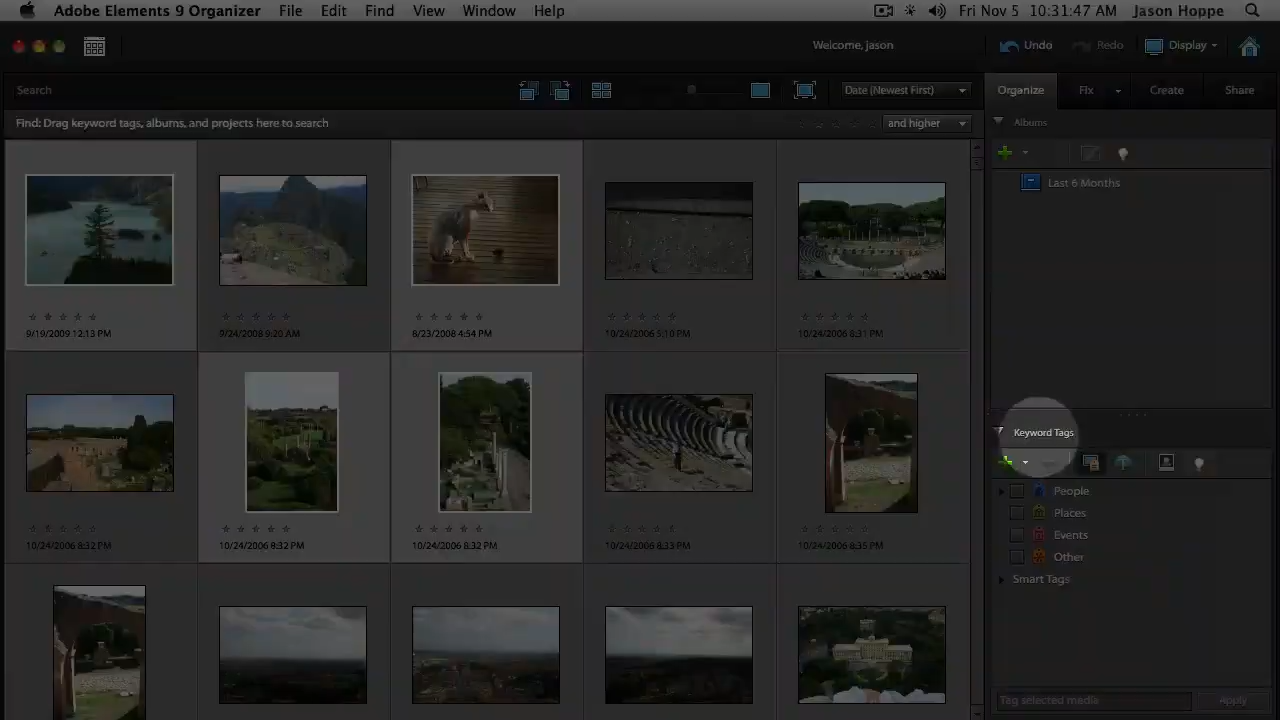 Adobe Elements 9 Organizer File Edit Find View Window Help Fri Nov 5 10:31:47 AM Jason Hoppe
Welcome, jason Undo Redo Display
Search Date (Newest First) Organize Fix Create Share
Find: Drag keyword tags, albums, and projects here to search and higher Albums
Last 6 Months
9/19/2009 12:13 PM 9/24/2008 9:20 AM 8/23/2008 4:54 PM 10/24/2006 5:10 PM 10/24/2006 8:31 PM
Keyword Tags
People
Places
Events
10/24/2006 8:32 PM 10/24/2006 8:32 PM 10/24/2006 8:32 PM 10/24/2006 8:33 PM 10/24/2006 8:35 PM
Other
Smart Tags
Tag selected media Apply